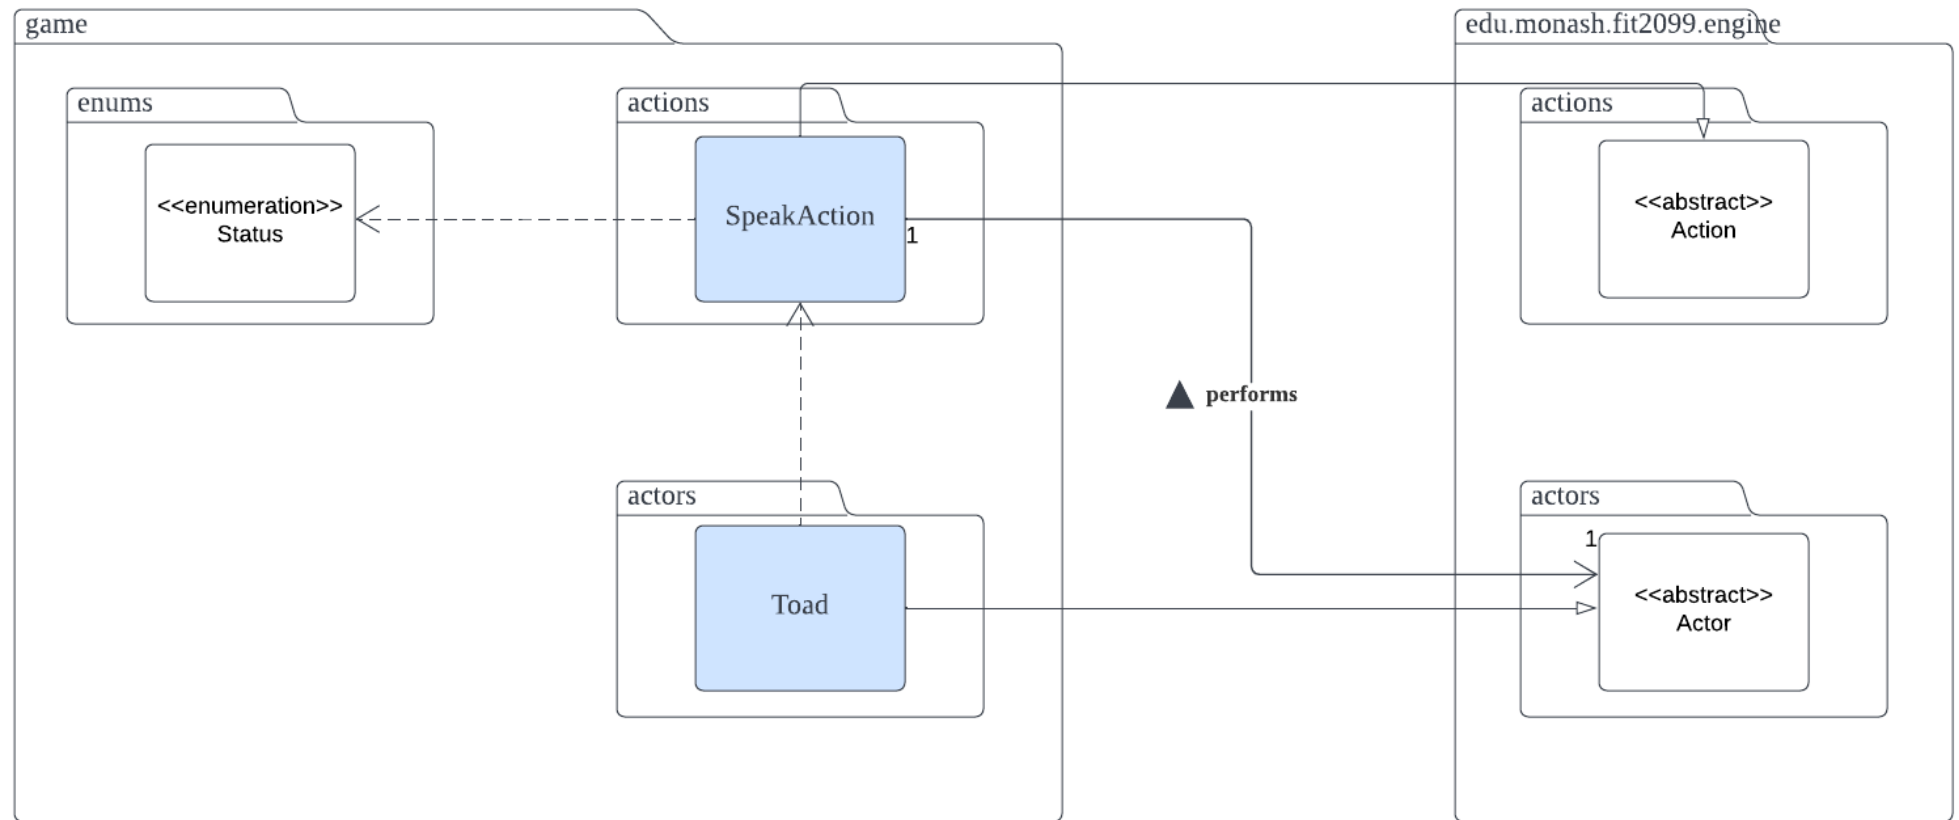 game
edu.monash.fit2099.engine
enums
actions
actions
<<enumeration>>
Status
SpeakAction
1
<<abstract>>
Action
performs
actors
actors
1
Toad
<<abstract>>
Actor